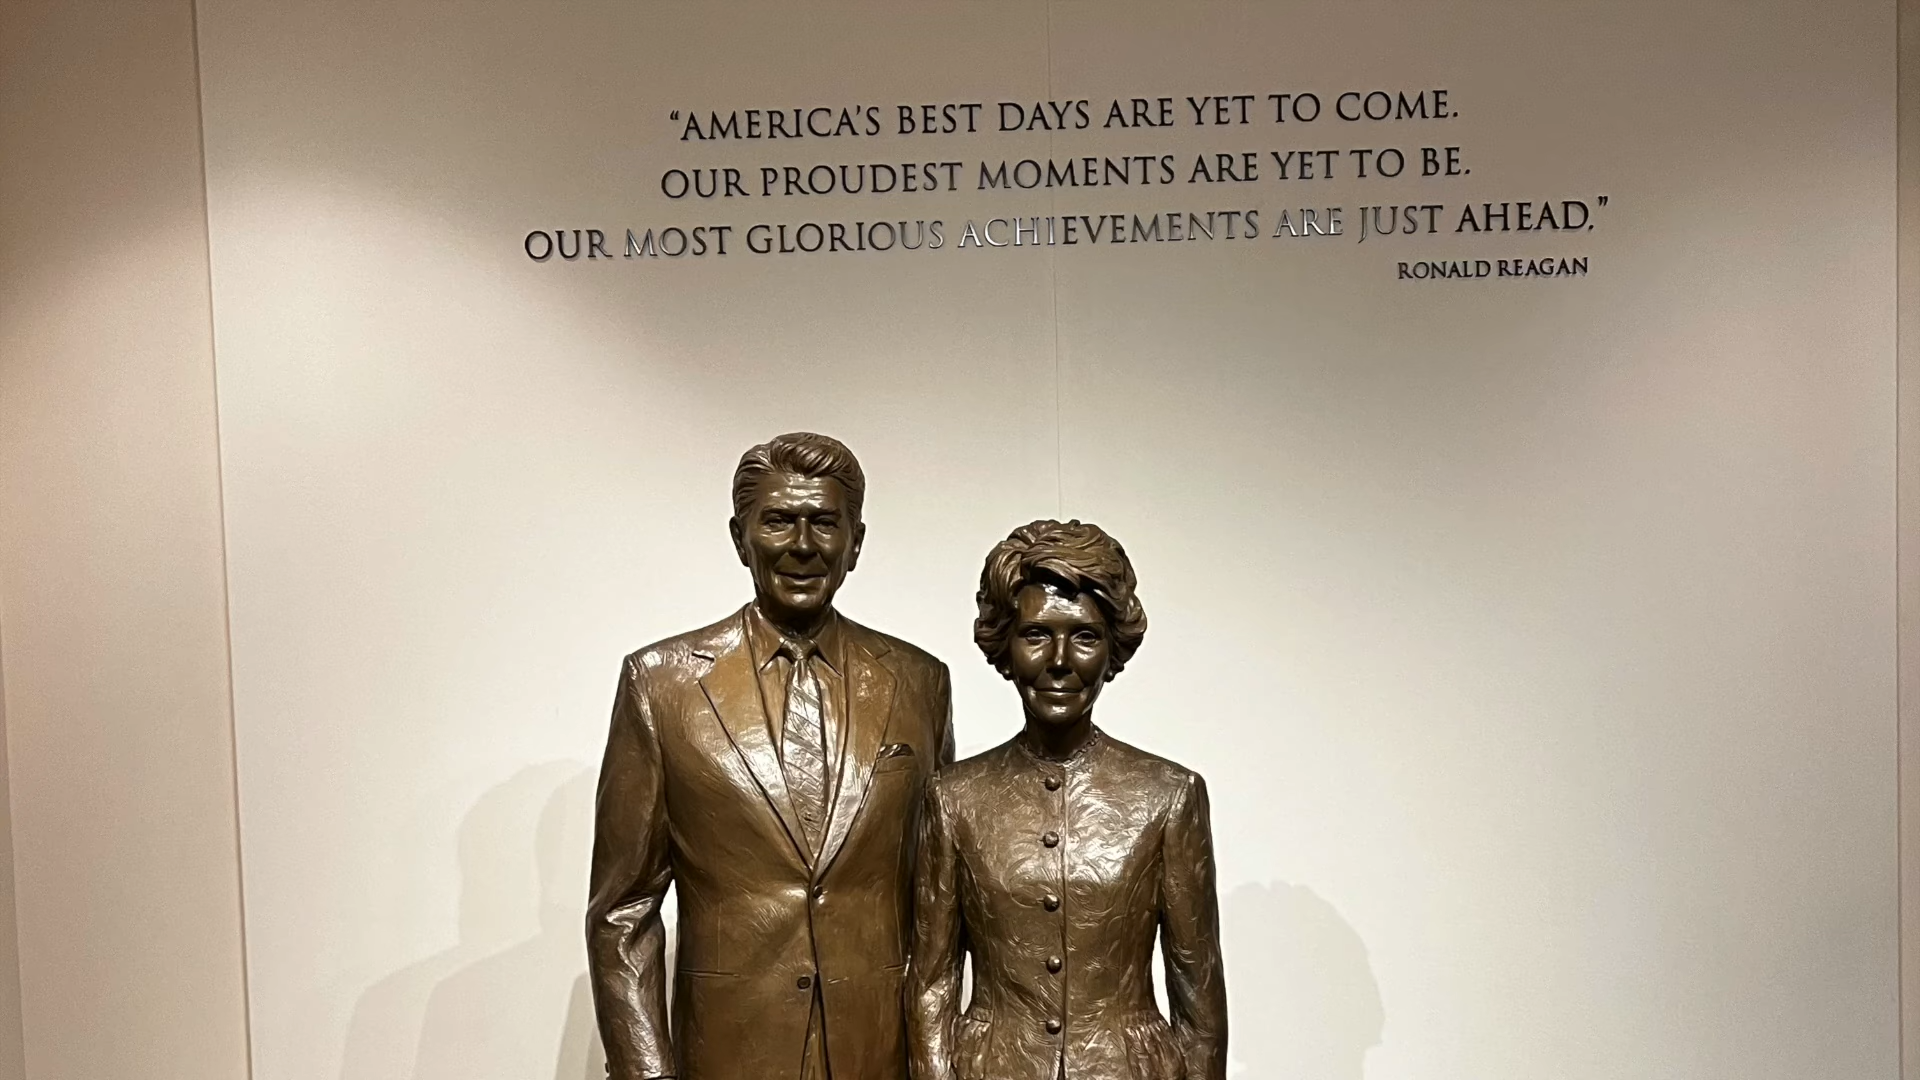 “AMERICA’S BEST DAYS ARE YET TO COME.
OUR PROUDEST MOMENTS ARE YET TO BE.
OUR MOST GLORIOUS ACHIEVEMENTS ARE JUST AHEAD.”
RONALD REAGAN